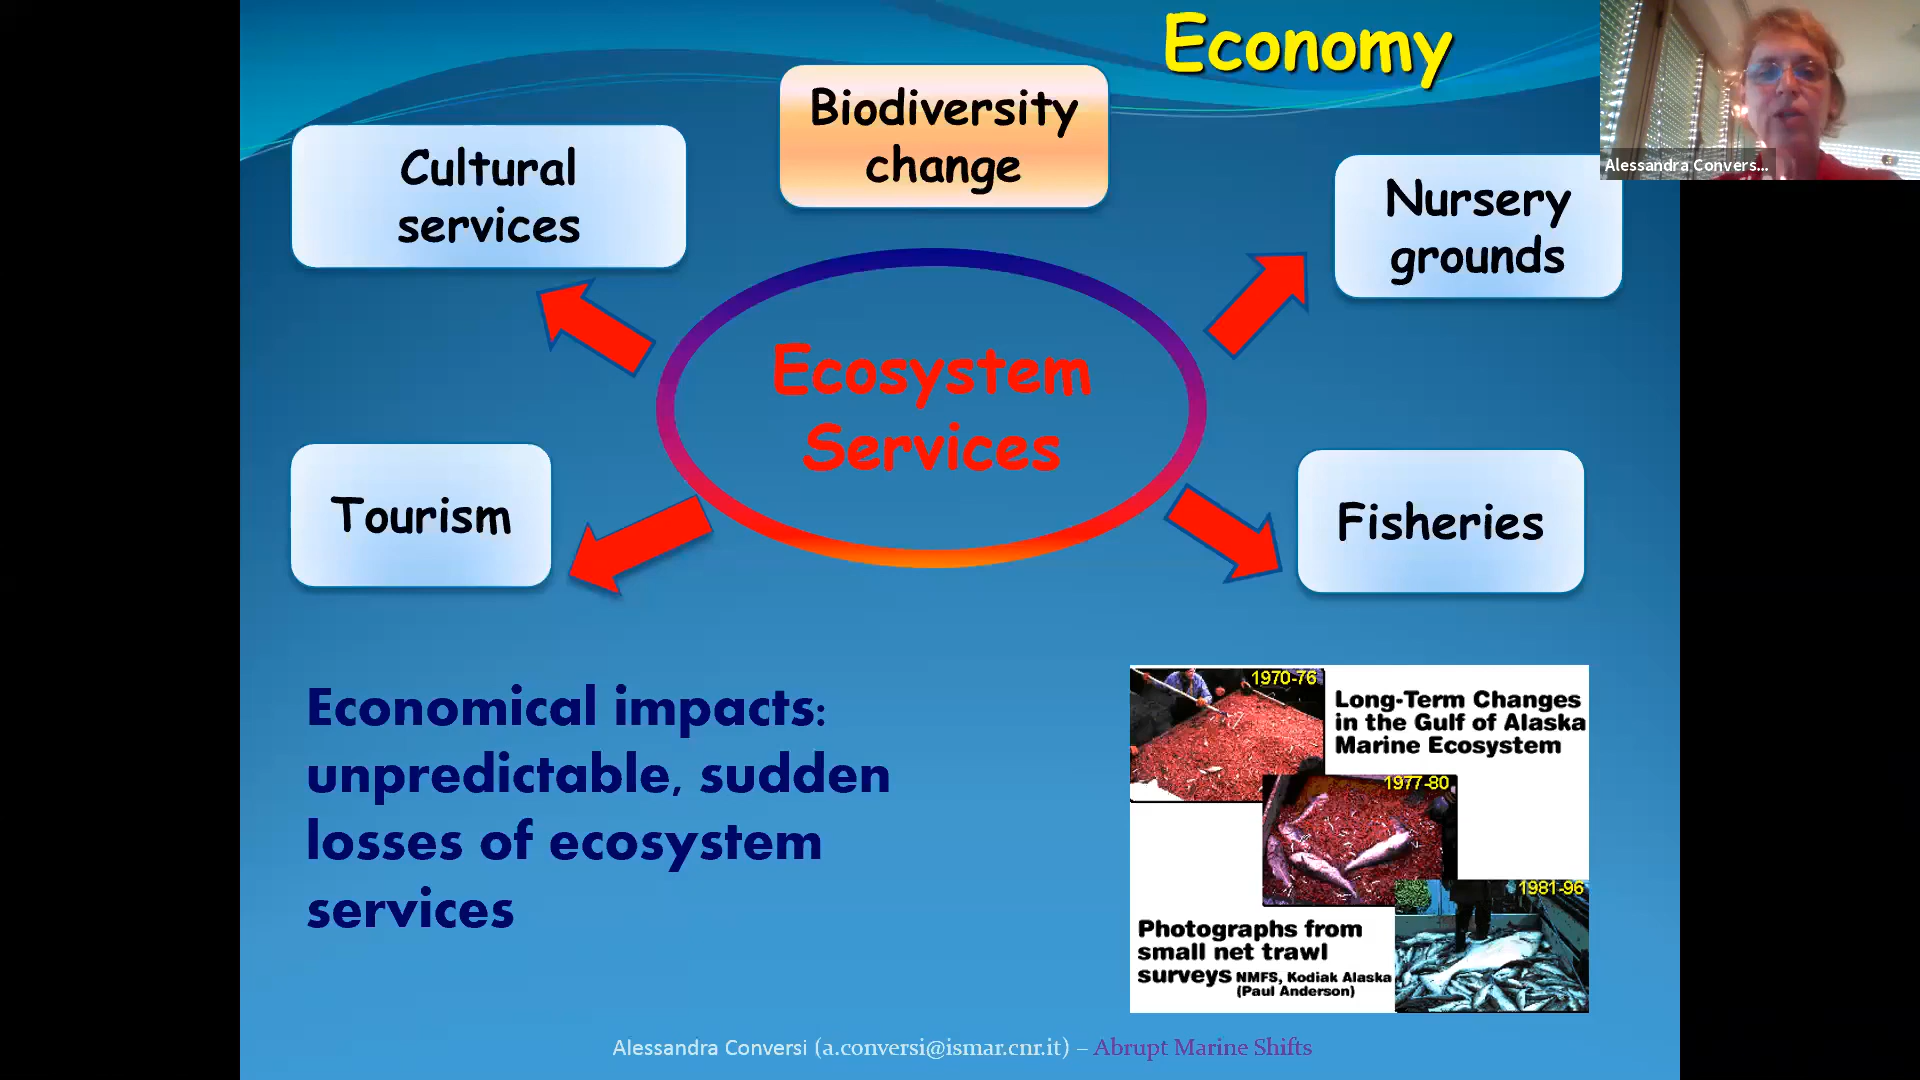 Economy
Biodiversity
change
Cultural
services
Nursery
grounds
Alessandra Convers...
Ecosystem
Services
Tourism
Fisheries
Economical impacts:
unpredictable, sudden
losses of ecosystem
services
1970-76
Long-Term Changes
in the Gulf of Alaska
Marine Ecosystem
1977-80
1981-96
Photographs from
small net trawl
surveys NMFS, Kodiak Alaska
(Paul Anderson)
Alessandra Conversi (a.conversi@ismar.cnr.it) – Abrupt Marine Shifts